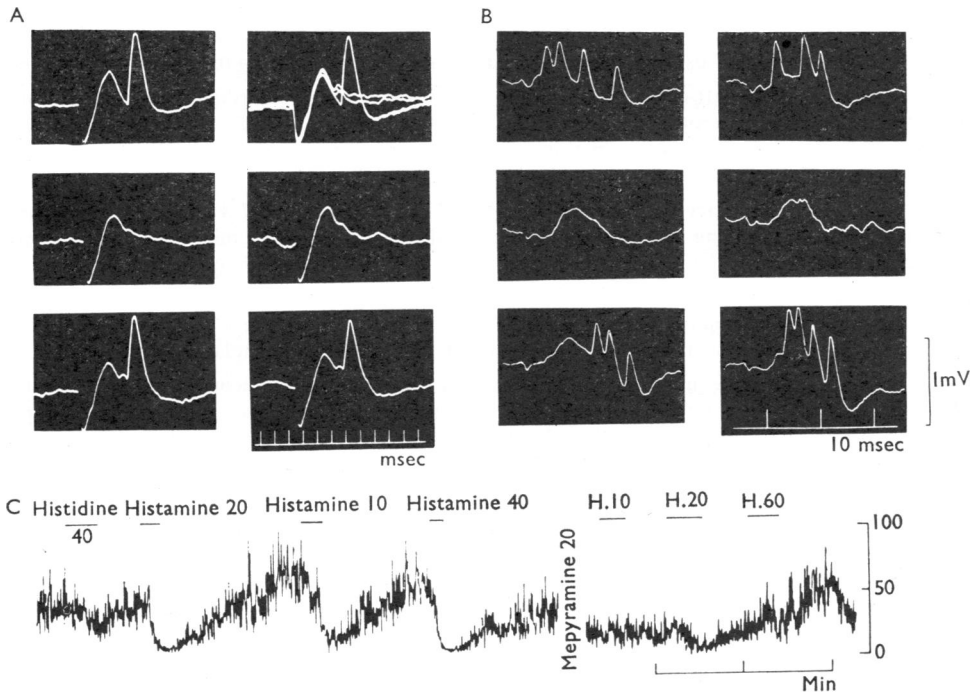 A
B
msec
1mV
10 msec
C Histidine Histamine 20 Histamine 10 Histamine 40 H.10 H.20 H.60
40
Mepyramine 20
100
50
0
Min